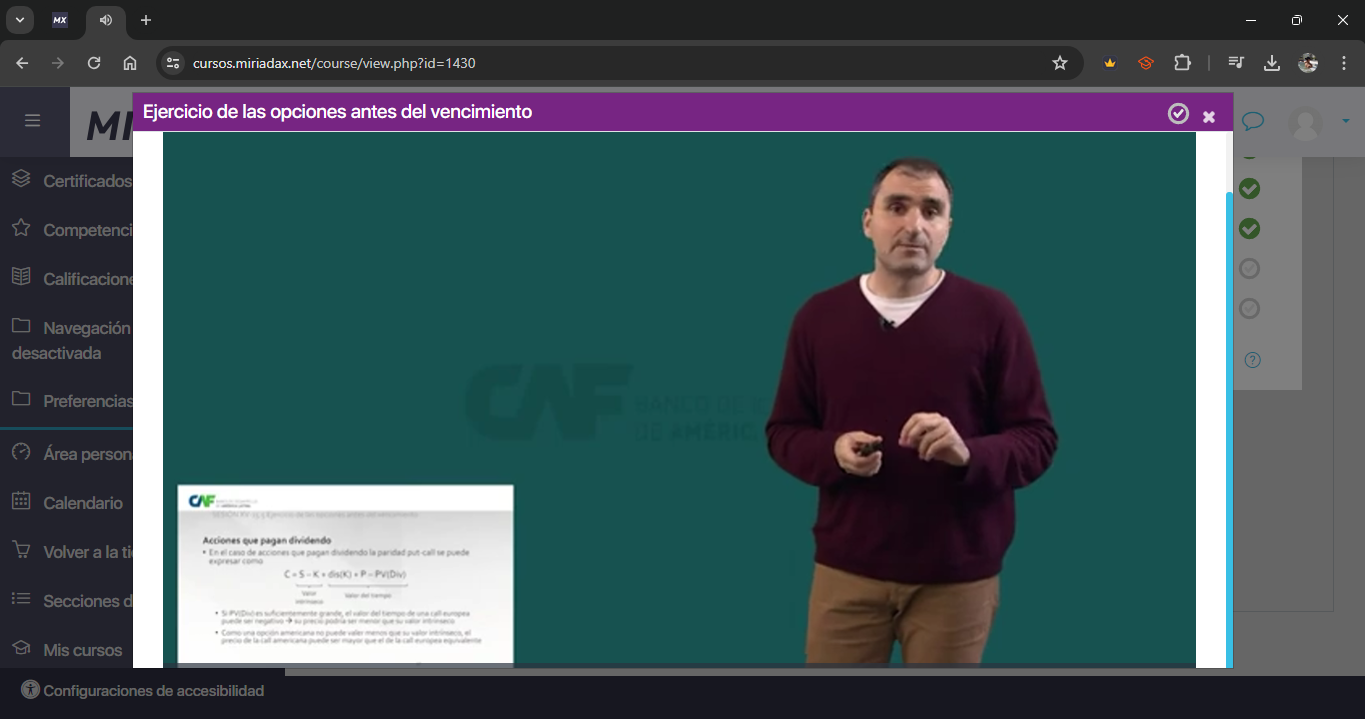 MX
cursos.miriadax.net/course/view.php?id=1430
Ejercicio de las opciones antes del vencimiento
MI
Certificados
Competenci
Calificacione
Navegación
desactivada
Preferencias
Área person
Calendario
Volver a la ti
Secciones d
Mis cursos
Configuraciones de accesibilidad
CAF BANCO DE
DE AMÉRIC
CAF
SESIÓN XV: 15.5 Ejercicio de las opciones antes del vencimiento
Acciones que pagan dividendo
• En el caso de acciones que pagan dividendo la paridad put-call se puede
expresar como
C = S – K + dis(K) + P – PV(Div)
Valor Valor del tiempo
intrínseco
• Si PV(Div) es suficientemente grande, el valor del tiempo de una call europea
puede ser negativo → su precio podría ser menor que su valor intrínseco
• Como una opción americana no puede valer menos que su valor intrínseco, el
precio de la call americana puede ser mayor que el de la call europea equivalente